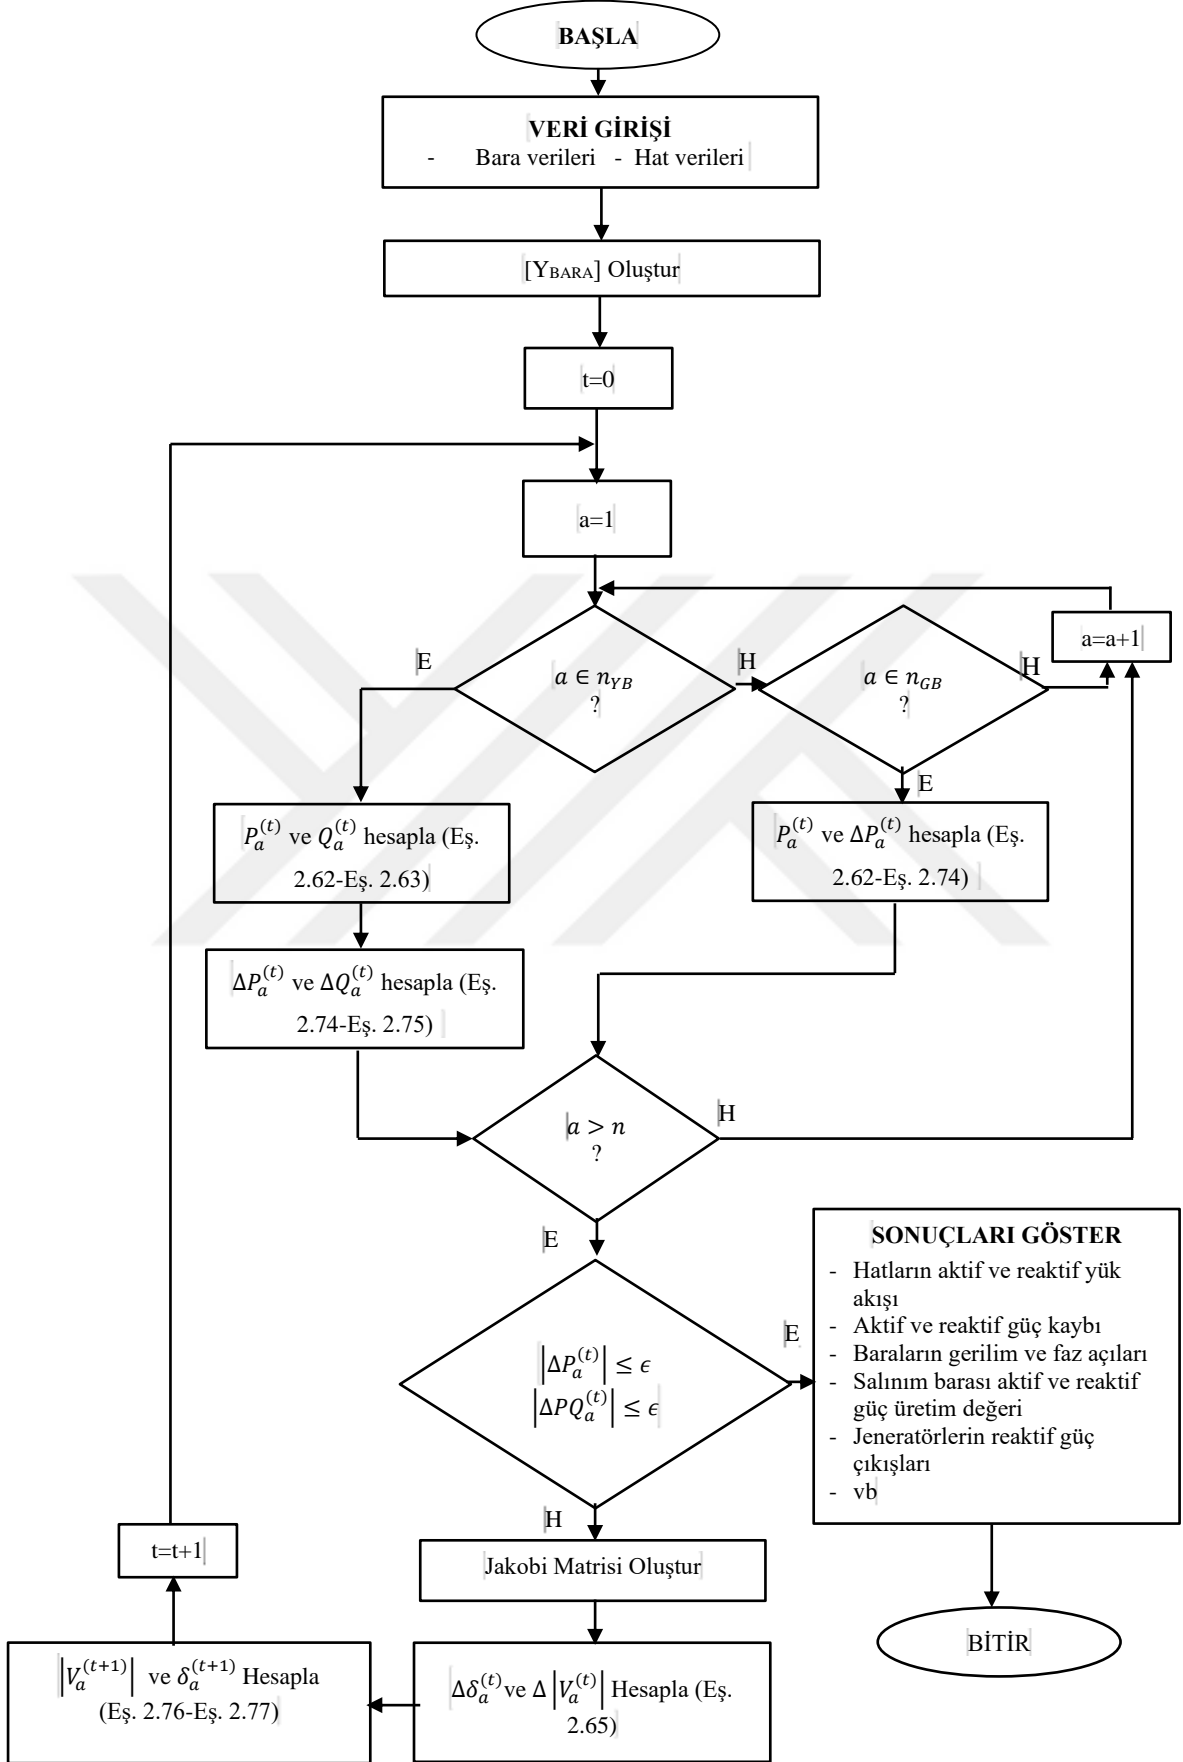 BAŞLA
VERİ GİRİŞİ
- Bara verileri - Hat verileri
[Y_BARA] Oluştur
t=0
a=1
a=a+1
E
H
H
a ∈ n_YB
?
a ∈ n_GB
?
E
P_a^(t) ve Q_a^(t) hesapla (Eş.
2.62-Eş. 2.63)
P_a^(t) ve ΔP_a^(t) hesapla (Eş.
2.62-Eş. 2.74)
ΔP_a^(t) ve ΔQ_a^(t) hesapla (Eş.
2.74-Eş. 2.75)
a > n
?
H
E
|ΔP_a^(t)| ≤ ϵ
|ΔPQ_a^(t)| ≤ ϵ
E
SONUÇLARI GÖSTER
- Hatların aktif ve reaktif yük
akışı
- Aktif ve reaktif güç kaybı
- Baraların gerilim ve faz açıları
- Salınım barası aktif ve reaktif
güç üretim değeri
- Jeneratörlerin reaktif güç
çıkışları
- vb
H
Jakobi Matrisi Oluştur
BİTİR
Δδ_a^(t) ve Δ |V_a^(t)| Hesapla (Eş.
2.65)
|V_a^(t+1)| ve δ_a^(t+1) Hesapla
(Eş. 2.76-Eş. 2.77)
t=t+1